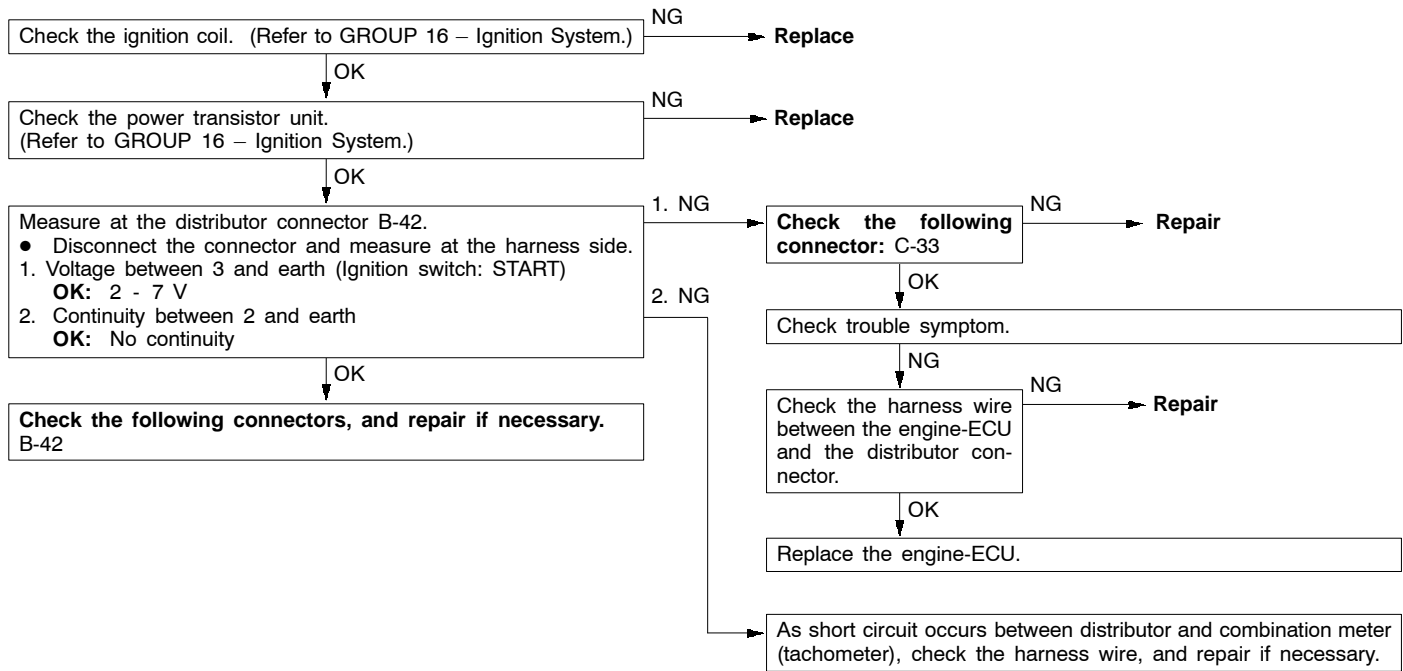 NG
Check the ignition coil. (Refer to GROUP 16 – Ignition System.)
Replace
OK
NG
Check the power transistor unit.
(Refer to GROUP 16 – Ignition System.)
Replace
OK
Measure at the distributor connector B-42.
● Disconnect the connector and measure at the harness side.
1. Voltage between 3 and earth (Ignition switch: START)
OK: 2 - 7 V
2. Continuity between 2 and earth
OK: No continuity
1. NG
2. NG
OK
Check the following connectors, and repair if necessary.
B-42
Check the following
connector: C-33
NG
Repair
OK
Check trouble symptom.
NG
Check the harness wire
between the engine-ECU
and the distributor con-
nector.
NG
Repair
OK
Replace the engine-ECU.
As short circuit occurs between distributor and combination meter
(tachometer), check the harness wire, and repair if necessary.